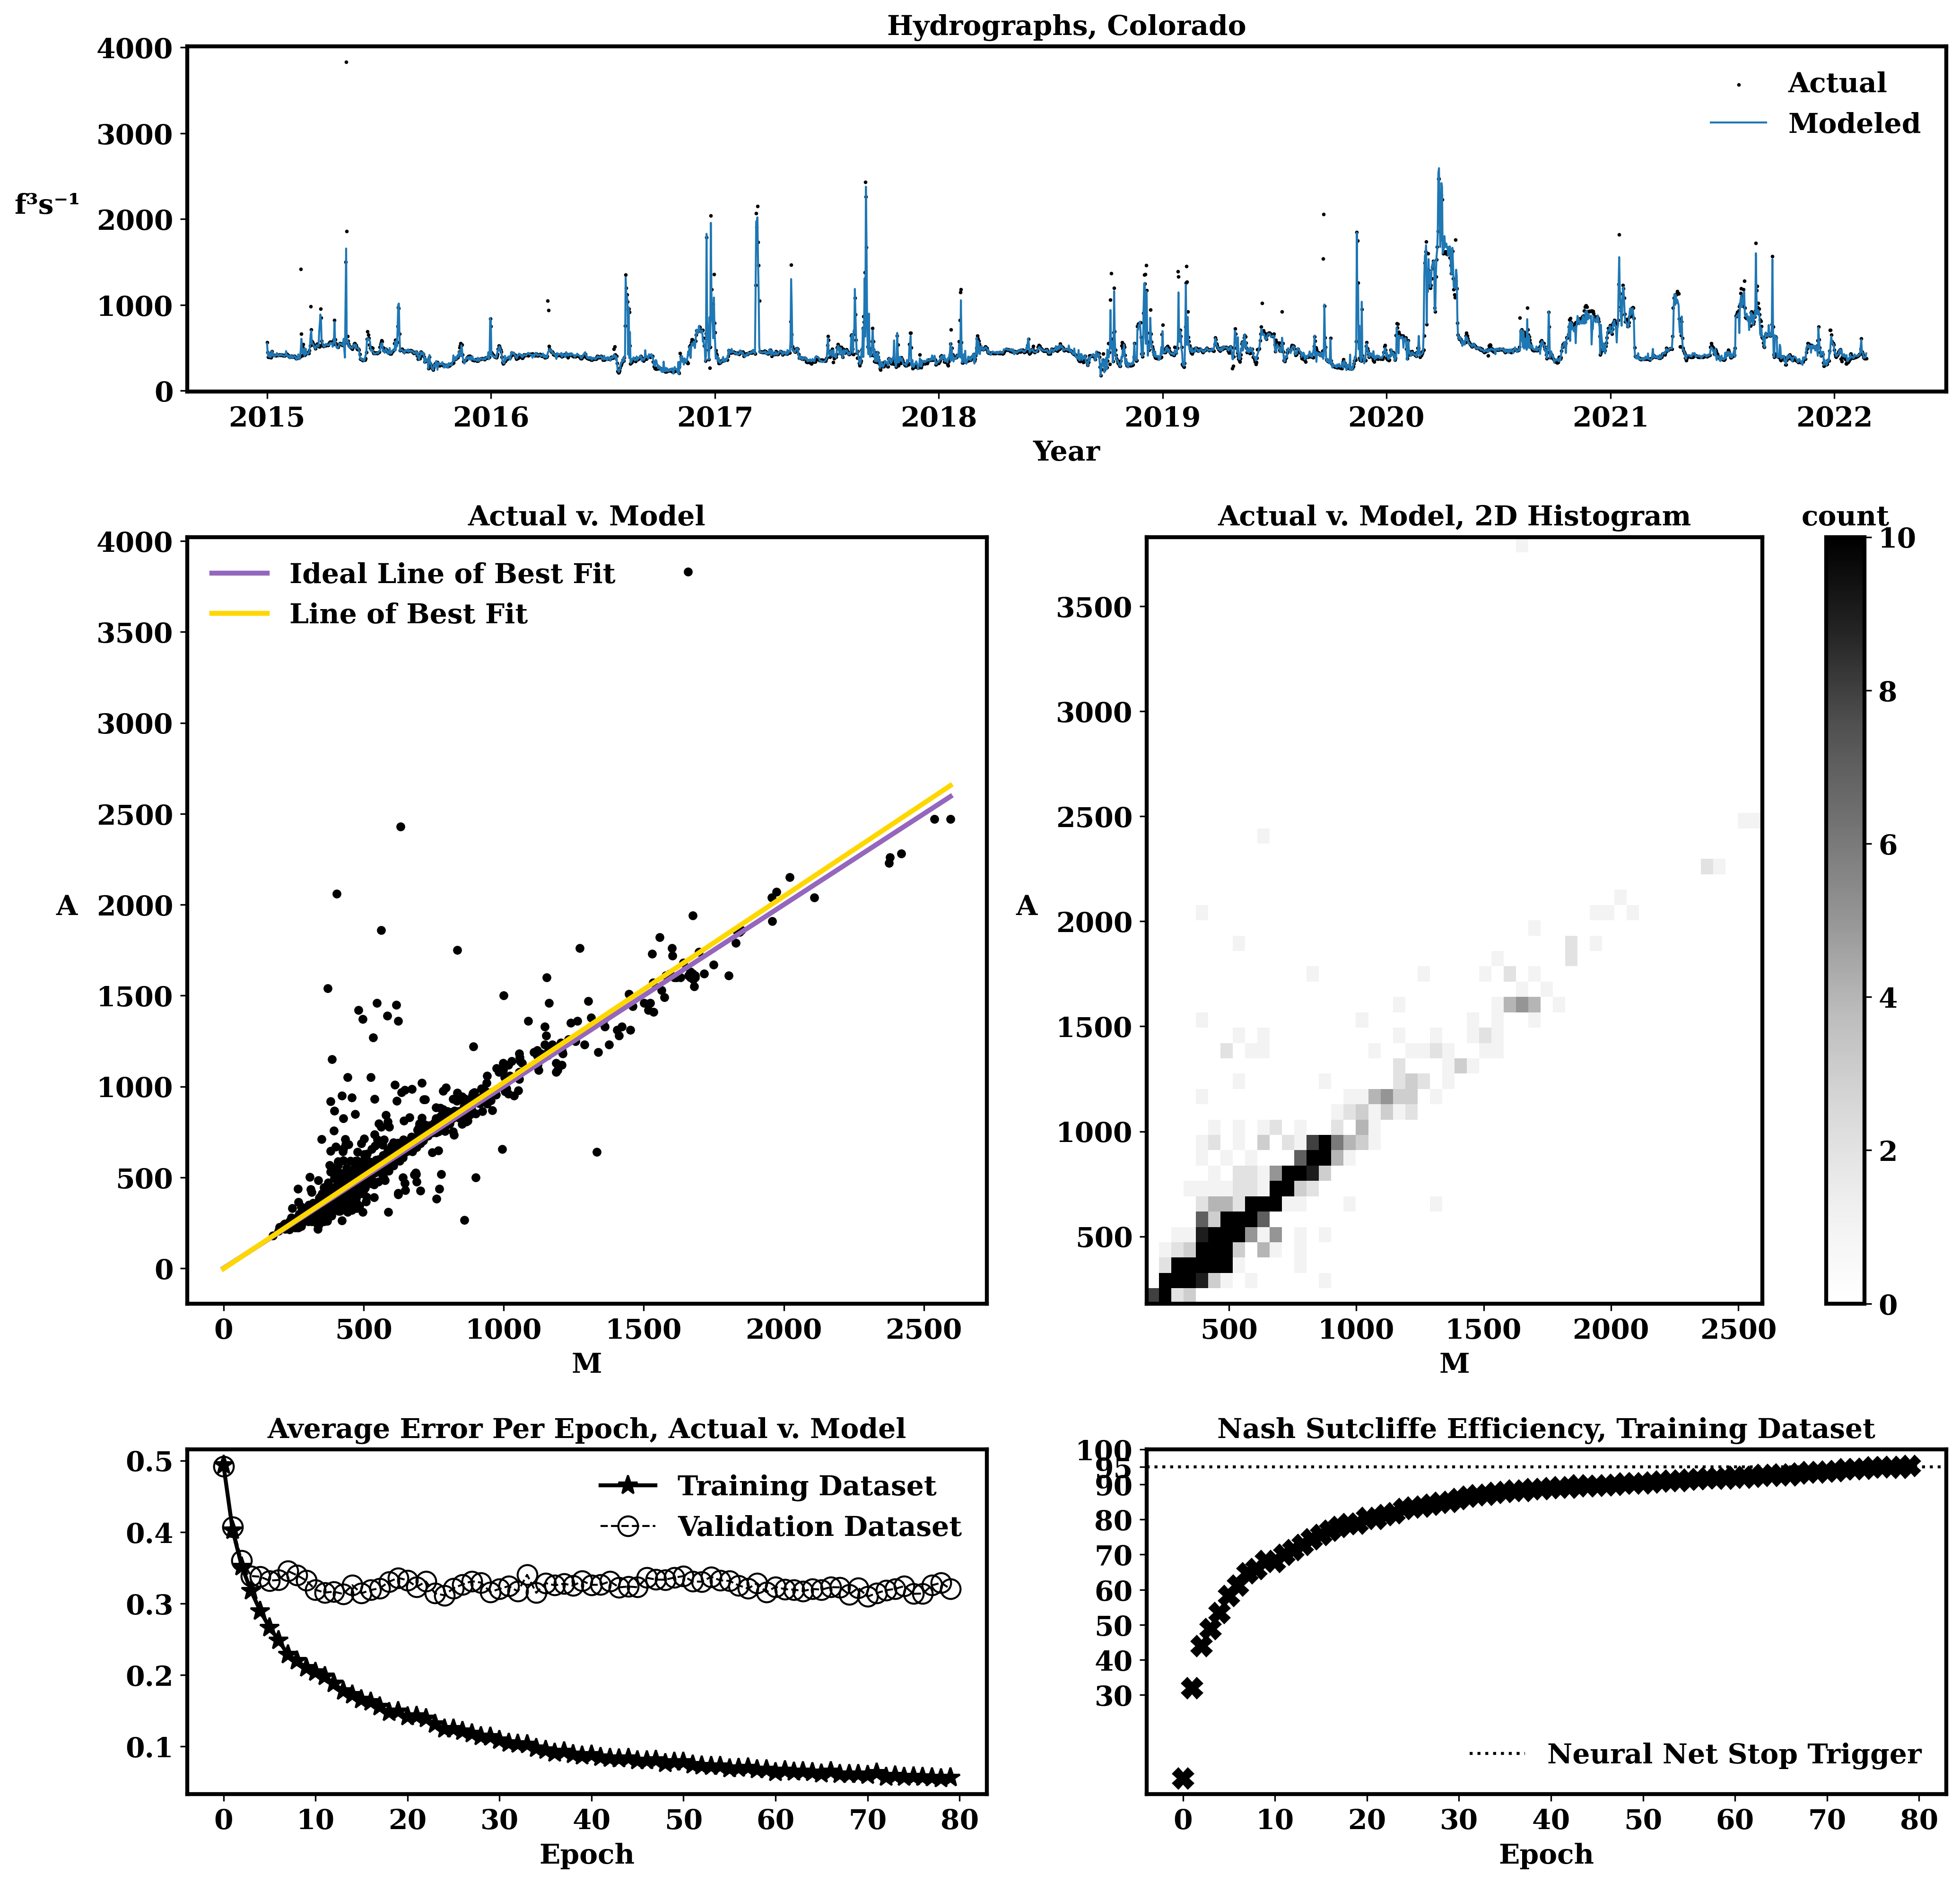 Hydrographs, Colorado
4000
3000
2000
1000
0
f³s⁻¹
Actual
Modeled
2015 2016 2017 2018 2019 2020 2021 2022
Year
Actual v. Model
4000
3500
3000
2500
2000
1500
1000
500
0
A
Ideal Line of Best Fit
Line of Best Fit
0 500 1000 1500 2000 2500
M
Actual v. Model, 2D Histogram
3500
3000
2500
2000
1500
1000
500
A
500 1000 1500 2000 2500
M
count
10
8
6
4
2
0
Average Error Per Epoch, Actual v. Model
0.5
0.4
0.3
0.2
0.1
Training Dataset
Validation Dataset
0 10 20 30 40 50 60 70 80
Epoch
Nash Sutcliffe Efficiency, Training Dataset
100
95
90
80
70
60
50
40
30
Neural Net Stop Trigger
0 10 20 30 40 50 60 70 80
Epoch